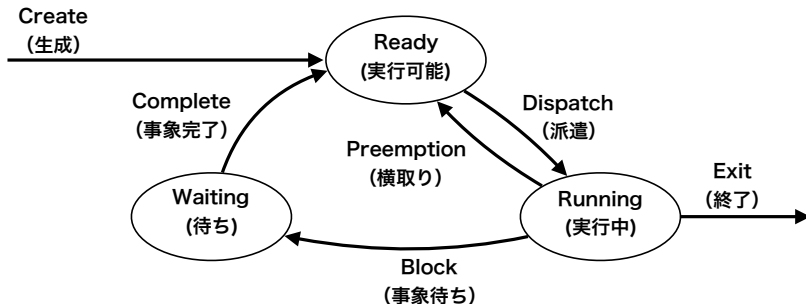 Create
（生成）
Ready
(実行可能)
Complete
（事象完了）
Dispatch
（派遣）
Preemption
（横取り）
Exit
（終了）
Waiting
(待ち)
Running
(実行中)
Block
（事象待ち）